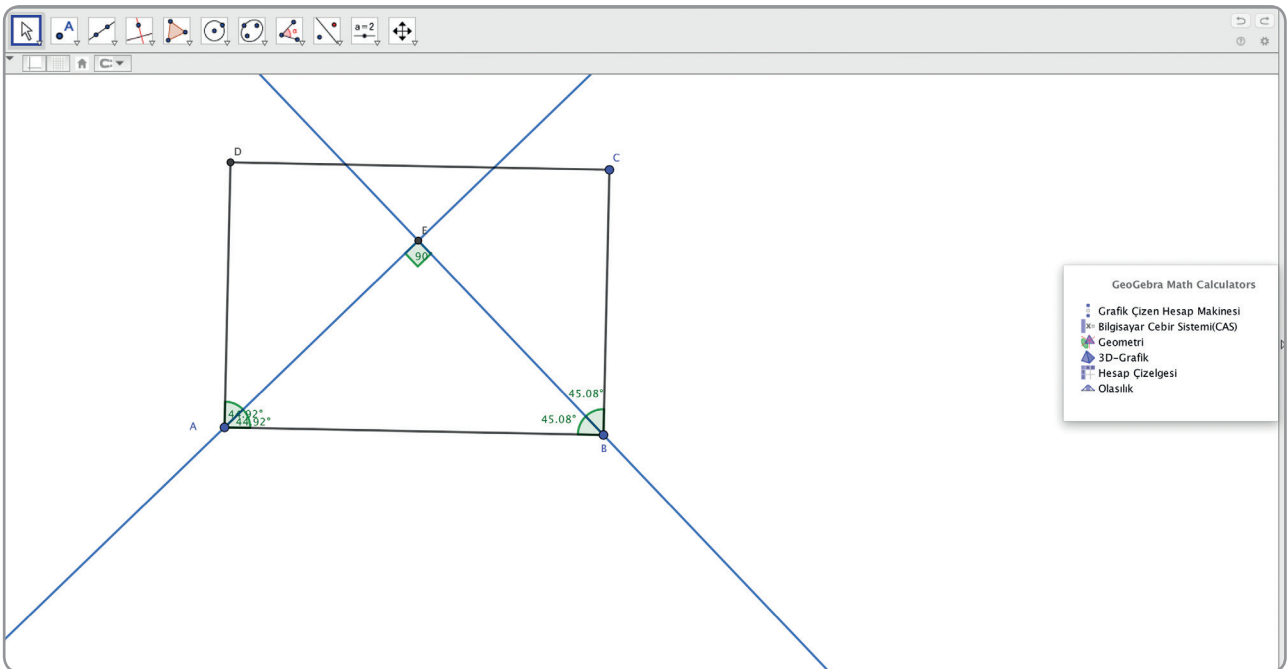 A
a=2
D
C
E
90°
44.92°
44.92°
45.08°
45.08°
A
B
GeoGebra Math Calculators
Grafik Çizen Hesap Makinesi
Bilgisayar Cebir Sistemi(CAS)
Geometri
3D-Grafik
Hesap Çizelgesi
Olasılık